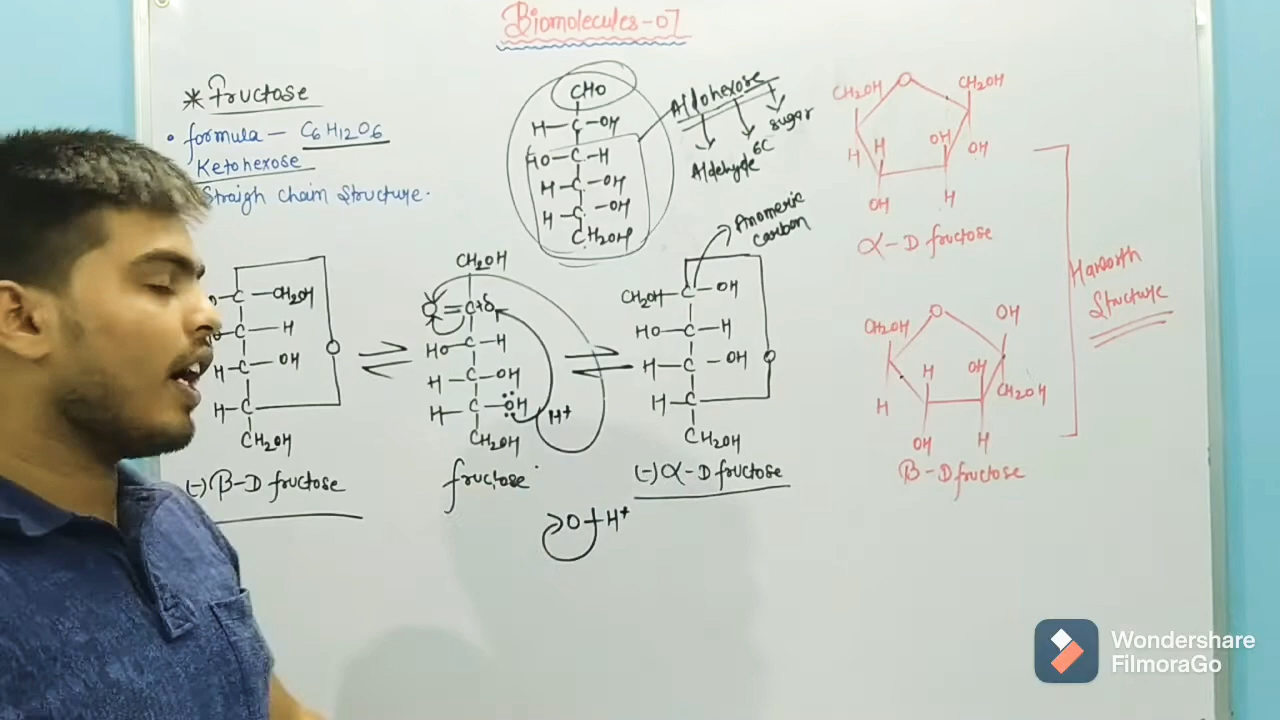 Biomolecules-07
* Fructose
• formula — C6H12O6
Ketohexose
Straigh chain Structure.
CHO
H—C—OH
HO—C—H
H—C—OH
H—C—OH
CH2OH
Aldohexose
Aldehyde
6C
sugar
C—CH2OH
C—H
H—C—OH
H—C
O
CH2OH
(-) β-D fructose
CH2OH
O=C+δ
HO—C—H
H—C—OH
H—C—OH
H+
CH2OH
fructose
O+H+
Anomeric
carbon
CH2OH—C—OH
HO—C—H
H—C—OH
H—C
O
CH2OH
(-) α-D fructose
CH2OH O CH2OH
H H OH OH
OH H
α-D fructose
CH2OH O OH
H H OH CH2OH
OH H
β-D fructose
Haworth
Structure
Wondershare
FilmoraGo